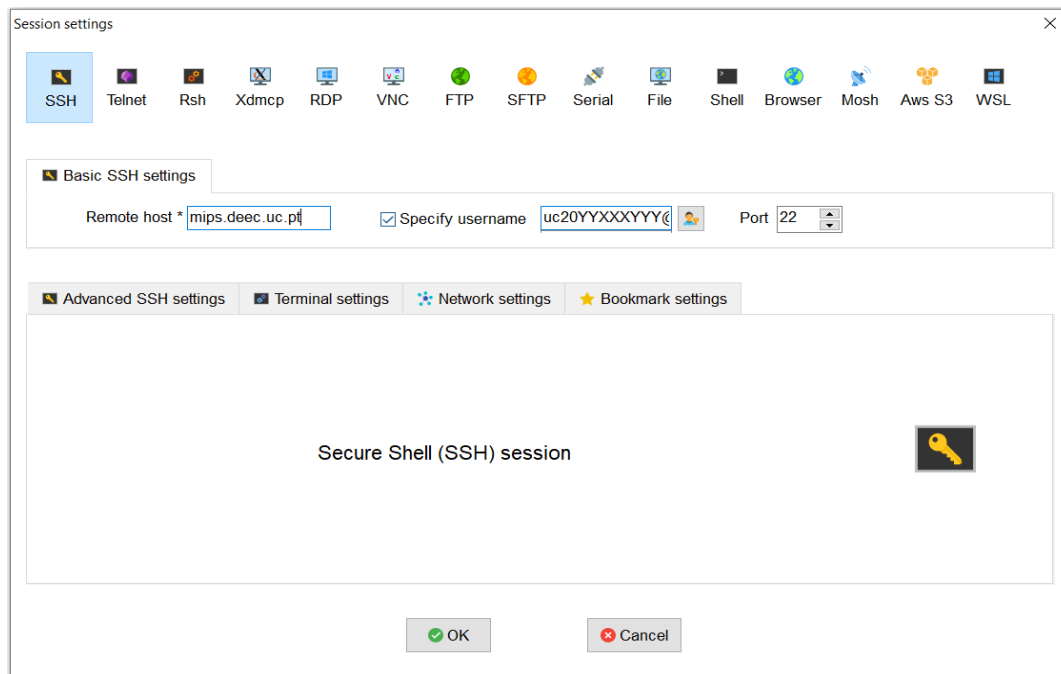 Session settings
SSH Telnet Rsh Xdmcp RDP VNC FTP SFTP Serial File Shell Browser Mosh Aws S3 WSL
Basic SSH settings
Remote host * mips.deec.uc.pt Specify username uc20YYXXXYYY@ Port 22
Advanced SSH settings Terminal settings Network settings Bookmark settings
Secure Shell (SSH) session
OK Cancel